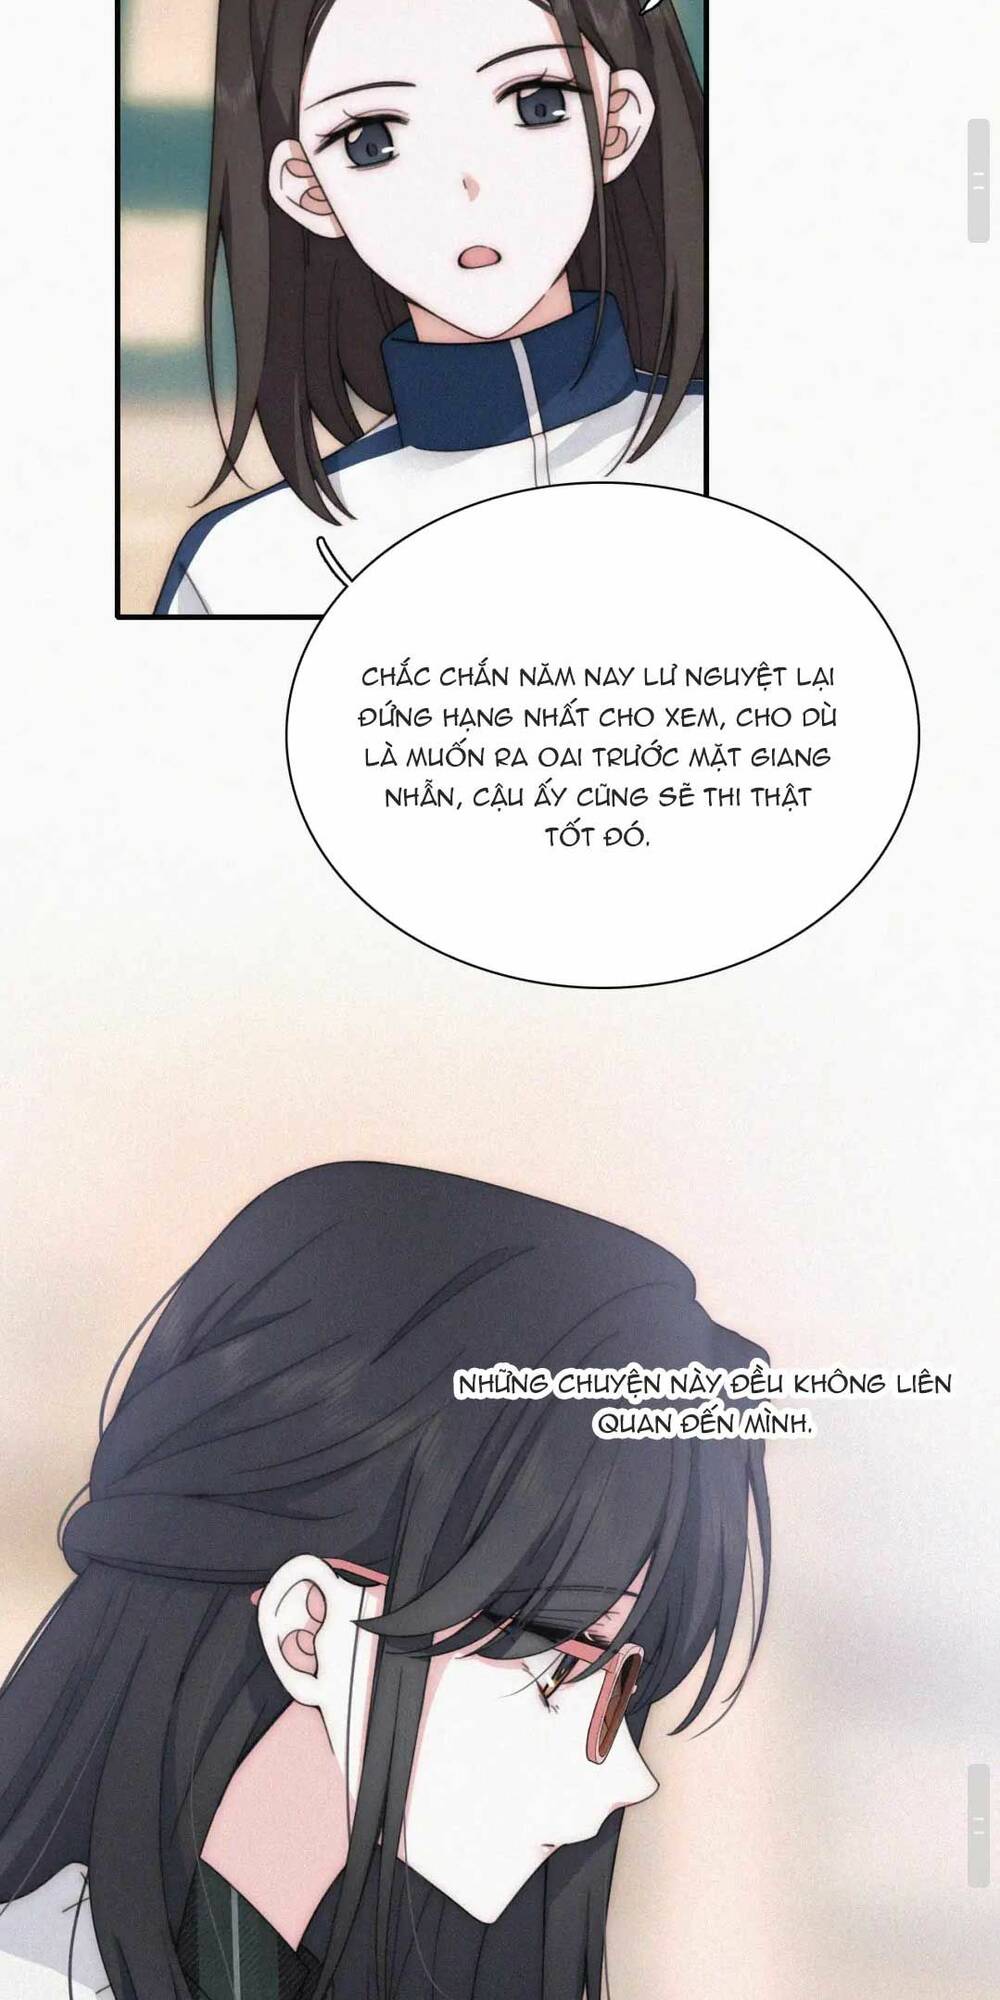 CHẮC CHẮN NĂM NAY LƯ NGUYỆT LẠI
ĐỨNG HẠNG NHẤT CHO XEM, CHO DÙ
LÀ MUỐN RA OAI TRƯỚC MẶT GIANG
NHẪN, CẬU ẤY CŨNG SẼ THI THẬT
TỐT ĐÓ.
NHỮNG CHUYỆN NÀY ĐỀU KHÔNG LIÊN
QUAN ĐẾN MÌNH.